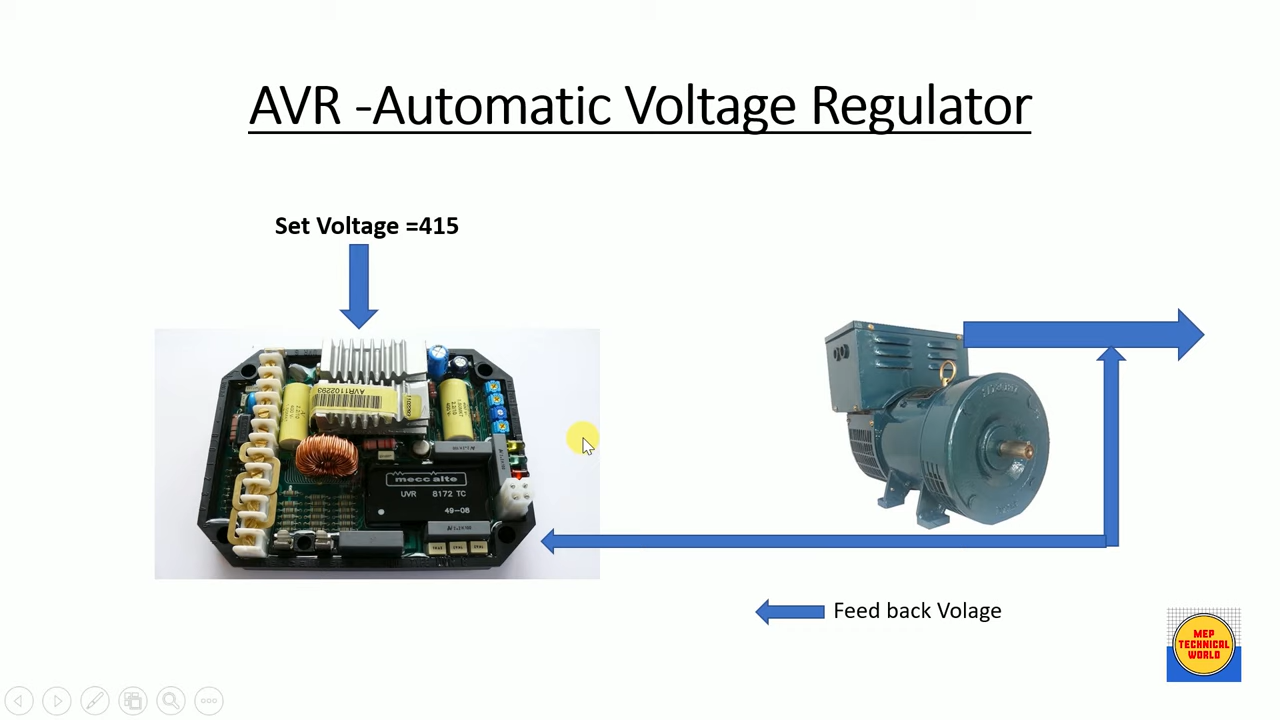 AVR -Automatic Voltage Regulator
Set Voltage =415
AVR1102293
mecc alte
UVR 8172 TC
49-08
Feed back Volage
MEP
TECHNICAL
WORLD